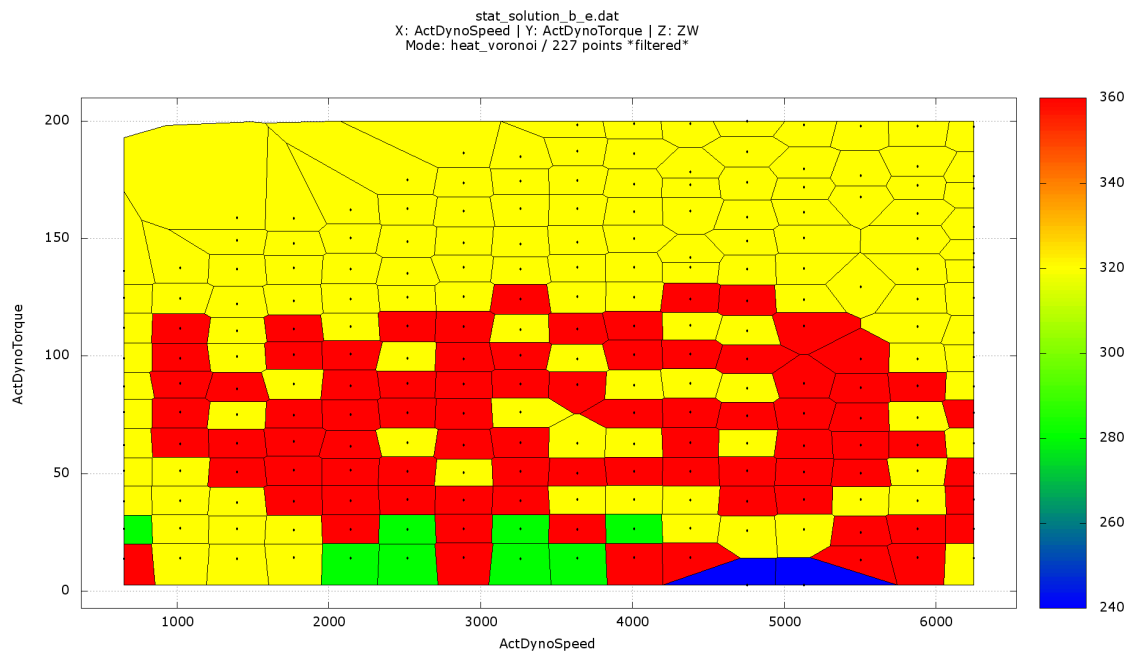 stat_solution_b_e.dat
X: ActDynoSpeed | Y: ActDynoTorque | Z: ZW
Mode: heat_voronoi / 227 points *filtered*
200
150
100
50
0
ActDynoTorque
1000 2000 3000 4000 5000 6000
ActDynoSpeed
360
340
320
300
280
260
240